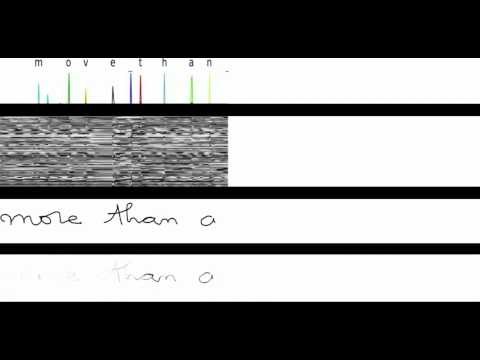 m o v e _ t h a n _
more than a
than a